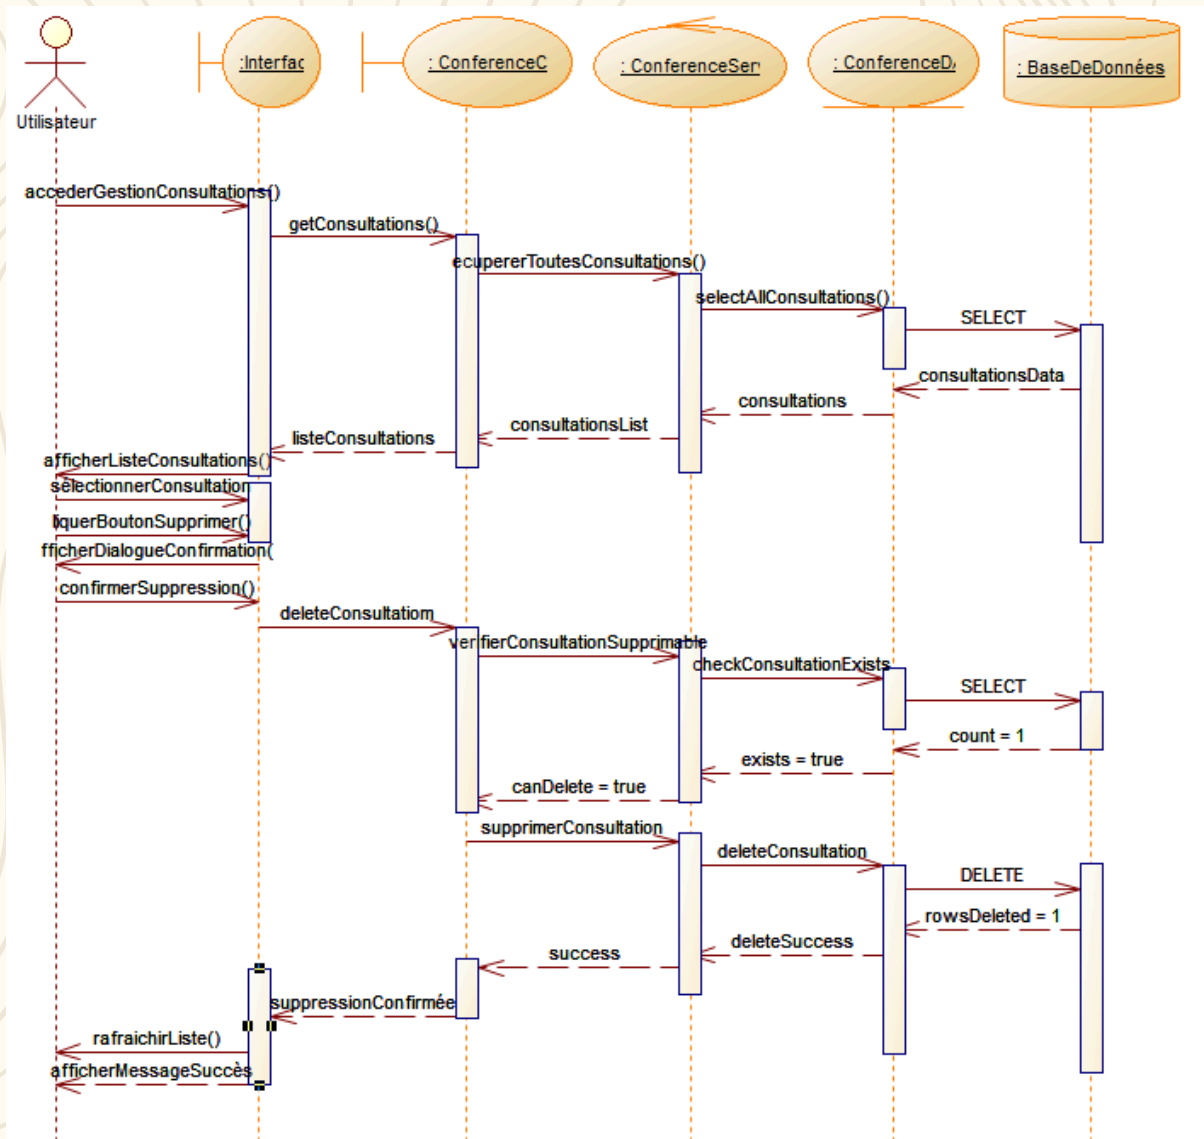 :Interfac
: ConferenceC
: ConferenceSer
: ConferenceD
: BaseDeDonnées
Utilisateur
accederGestionConsultations()
getConsultations()
ecupererToutesConsultations()
selectAllConsultations()
SELECT
consultationsData
consultations
consultationsList
listeConsultations
afficherListeConsultations()
selectionnerConsultation
iquerBoutonSupprimer()
fficherDialogueConfirmation(
confirmerSuppression()
deleteConsultation
verifierConsultationSupprimable
checkConsultationExists
SELECT
count = 1
exists = true
canDelete = true
supprimerConsultation
deleteConsultation
DELETE
rowsDeleted = 1
deleteSuccess
success
suppressionConfirmée
rafraichirListe()
afficherMessageSuccès